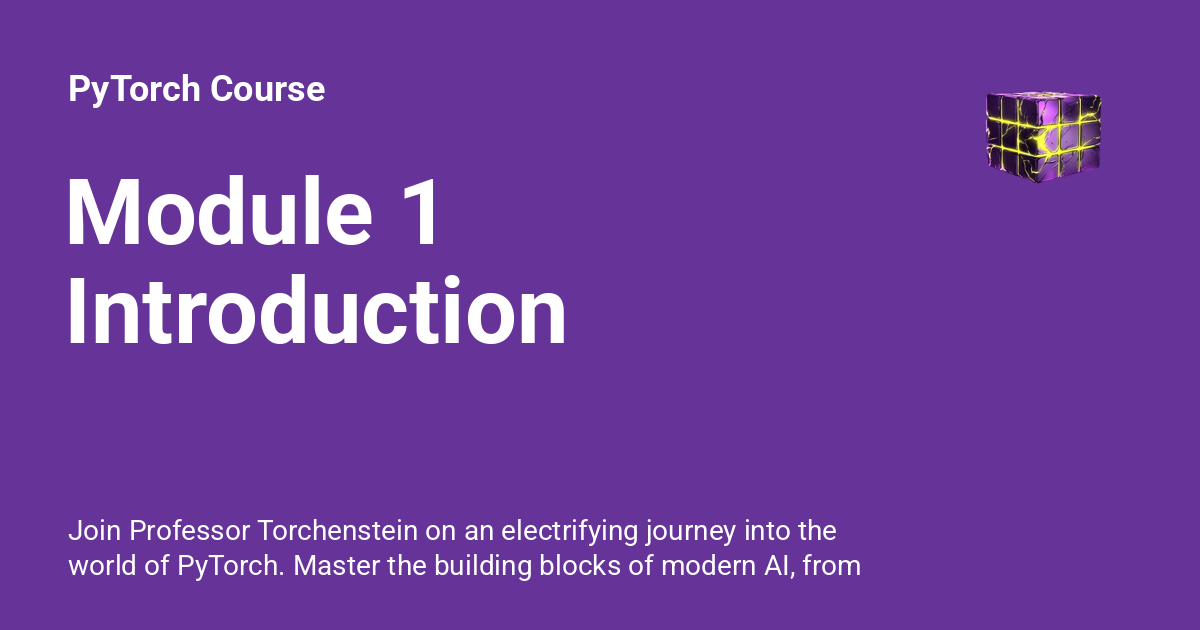 PyTorch Course
Module 1
Introduction
Join Professor Torchenstein on an electrifying journey into the
world of PyTorch. Master the building blocks of modern AI, from